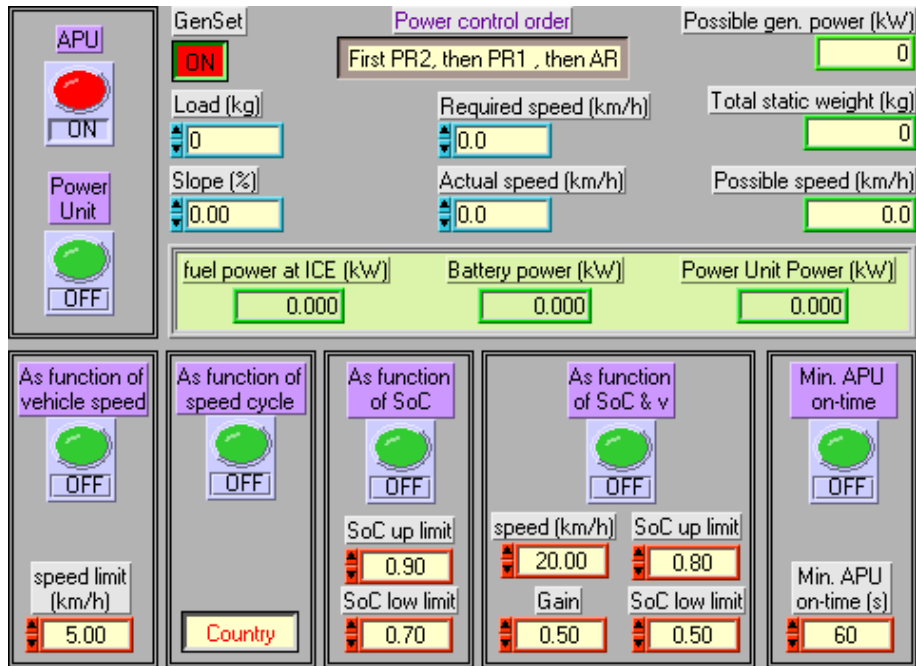 APU
ON
Power
Unit
OFF
GenSet
ON
Power control order
First PR2, then PR1 , then AR
Possible gen. power (kW)
0
Load (kg)
0
Required speed (km/h)
0.0
Total static weight (kg)
0
Slope (%)
0.00
Actual speed (km/h)
0.0
Possible speed (km/h)
0.0
fuel power at ICE (kW)
0.000
Battery power (kW)
0.000
Power Unit Power (kW)
0.000
As function of
vehicle speed
OFF
speed limit
(km/h)
5.00
As function of
speed cycle
OFF
Country
As function
of SoC
OFF
SoC up limit
0.90
SoC low limit
0.70
As function
of SoC & v
OFF
speed (km/h)
20.00
SoC up limit
0.80
Gain
0.50
SoC low limit
0.50
Min. APU
on-time
OFF
Min. APU
on-time (s)
60